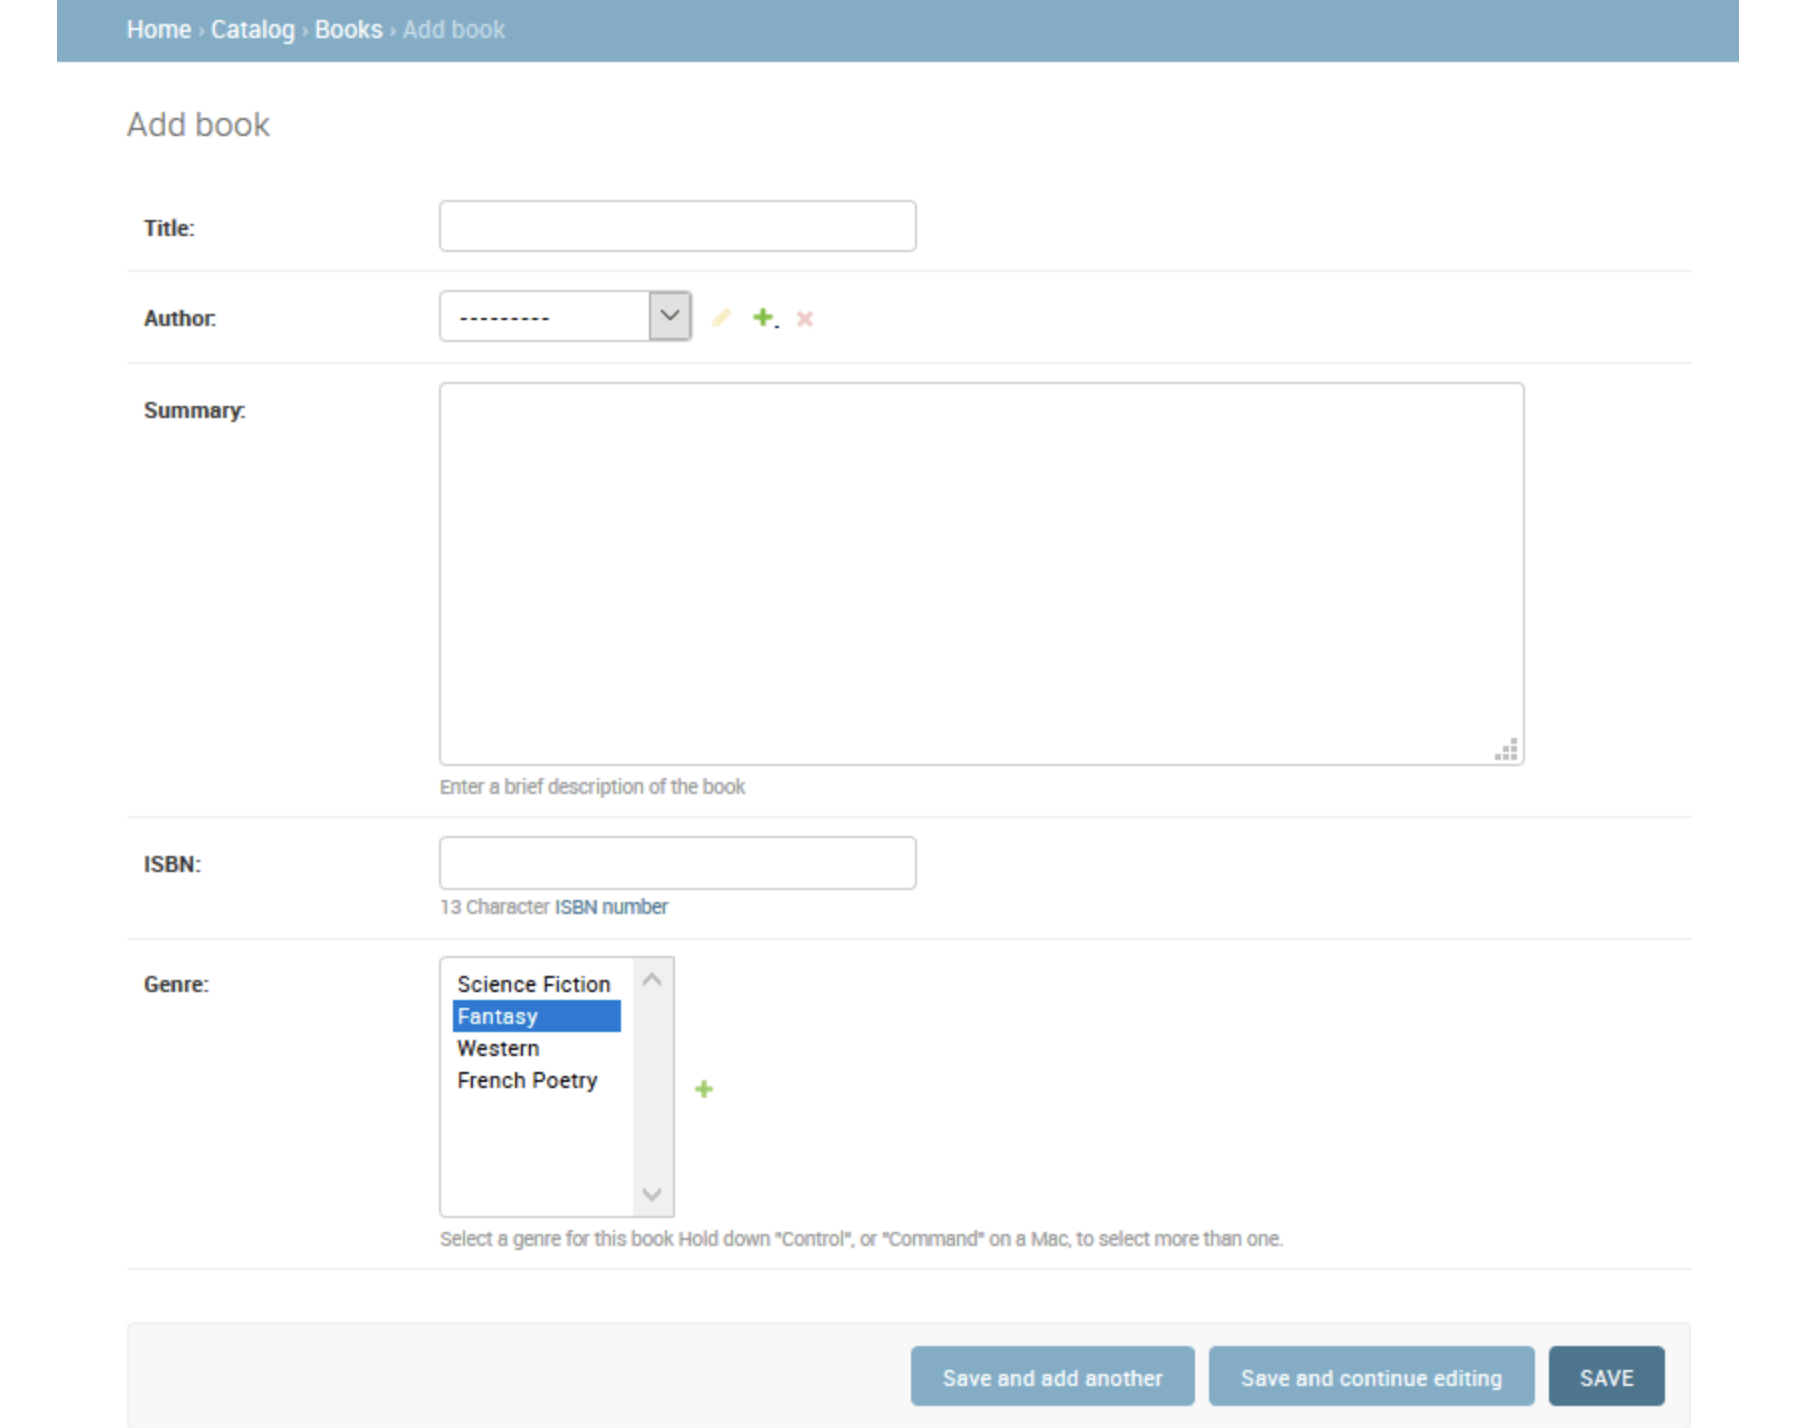 Home › Catalog › Books › Add book
Add book
Title:
Author:
---------
Summary:
Enter a brief description of the book
ISBN:
13 Character ISBN number
Genre:
Science Fiction
Fantasy
Western
French Poetry
Select a genre for this book Hold down "Control", or "Command" on a Mac, to select more than one.
Save and add another
Save and continue editing
SAVE